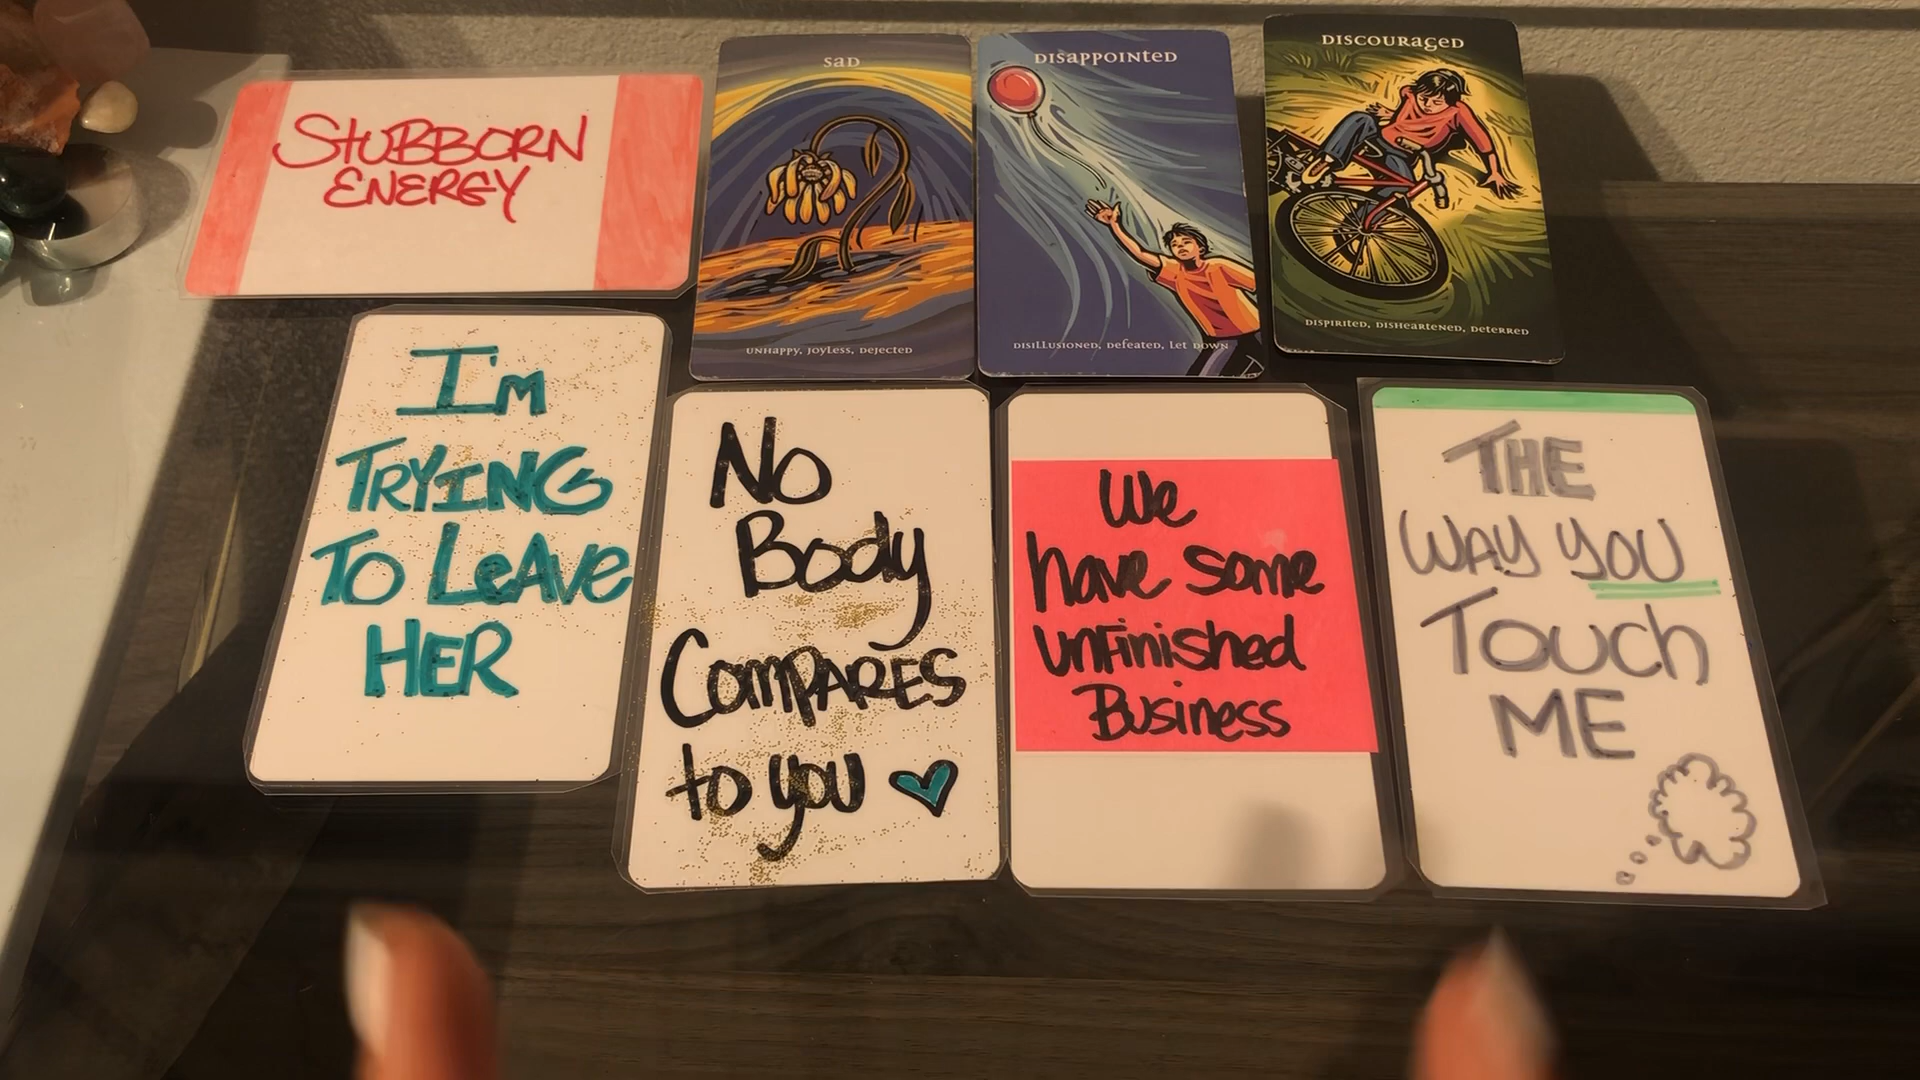 STUBBORN
ENERGY
SAD
UNHAPPY, JOYLESS, DEJECTED
DISAPPOINTED
DISILLUSIONED, DEFEATED, LET DOWN
DISCOURAGED
DISPIRITED, DISHEARTENED, DETERRED
I'M
TRYING
TO LEAVE
HER
No
Body
COMPARES
to you
We
have some
unfinished
Business
THE
WAY YOU
Touch
ME